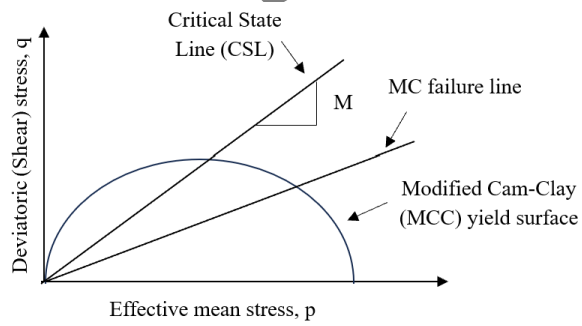 Critical State
Line (CSL)
M
MC failure line
Modified Cam-Clay
(MCC) yield surface
Deviatoric (Shear) stress, q
Effective mean stress, p